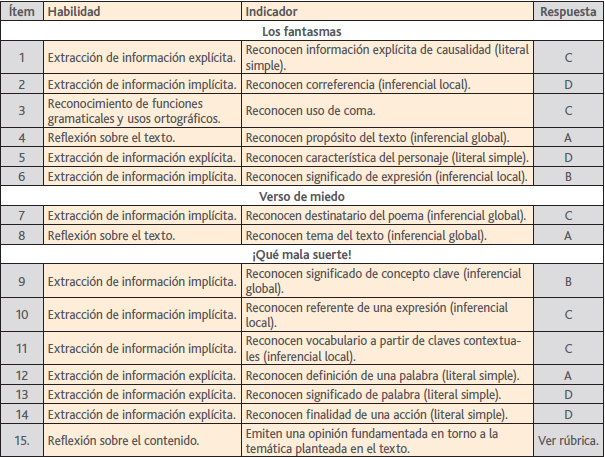 Ítem Habilidad Indicador Respuesta
Los fantasmas
1 Extracción de información explícita. Reconocen información explícita de causalidad (literal simple). C
2 Extracción de información implícita. Reconocen correferencia (inferencial local). D
3 Reconocimiento de funciones gramaticales y usos ortográficos. Reconocen uso de coma. C
4 Reflexión sobre el texto. Reconocen propósito del texto (inferencial global). A
5 Extracción de información explícita. Reconocen característica del personaje (literal simple). D
6 Extracción de información implícita. Reconocen significado de expresión (inferencial local). B
Verso de miedo
7 Extracción de información implícita. Reconocen destinatario del poema (inferencial global). C
8 Reflexión sobre el texto. Reconocen tema del texto (inferencial global). A
¡Qué mala suerte!
9 Extracción de información implícita. Reconocen significado de concepto clave (inferencial global). B
10 Extracción de información implícita. Reconocen referente de una expresión (inferencial local). C
11 Extracción de información implícita. Reconocen vocabulario a partir de claves contextuales (inferencial local). C
12 Extracción de información explícita. Reconocen definición de una palabra (literal simple). A
13 Extracción de información explícita. Reconocen significado de palabra (literal simple). D
14 Extracción de información explícita. Reconocen finalidad de una acción (literal simple). D
15. Reflexión sobre el contenido. Emiten una opinión fundamentada en torno a la temática planteada en el texto. Ver rúbrica.